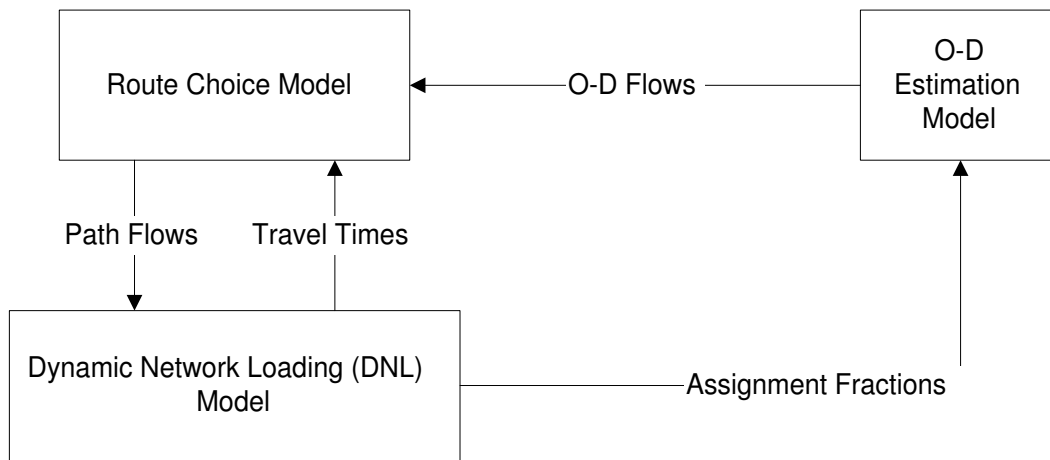 Route Choice Model
O-D Flows
O-D
Estimation
Model
Path Flows
Travel Times
Dynamic Network Loading (DNL)
Model
Assignment Fractions